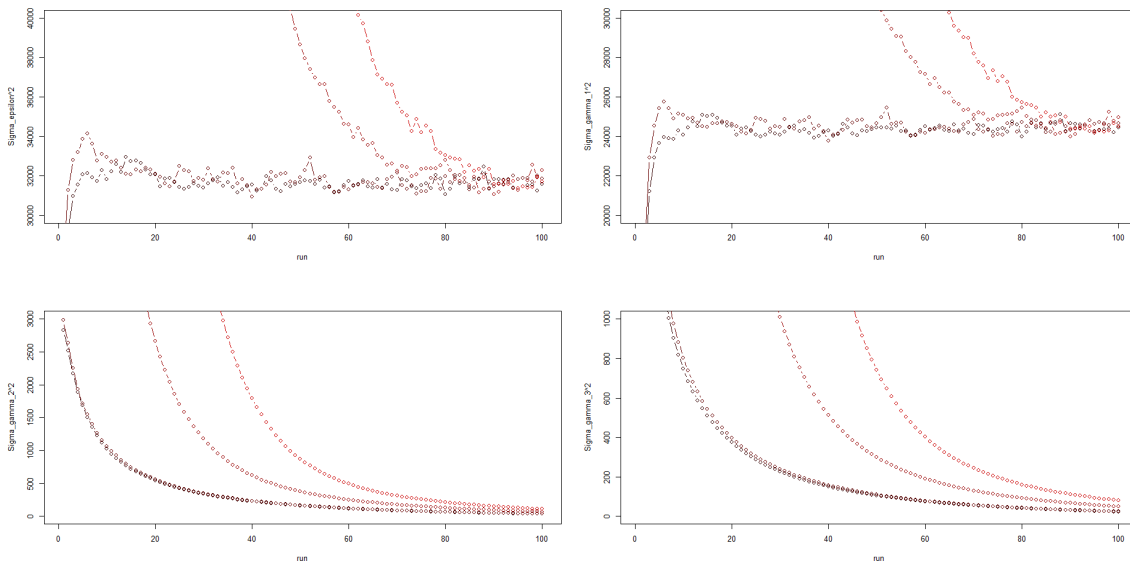 Sigma_epsilon^2
30000 32000 34000 36000 38000 40000
0 20 40 60 80 100
run
Sigma_gamma_1^2
20000 22000 24000 26000 28000 30000
0 20 40 60 80 100
run
Sigma_gamma_2^2
0 500 1000 1500 2000 2500 3000
0 20 40 60 80 100
run
Sigma_gamma_3^2
0 200 400 600 800 1000
0 20 40 60 80 100
run